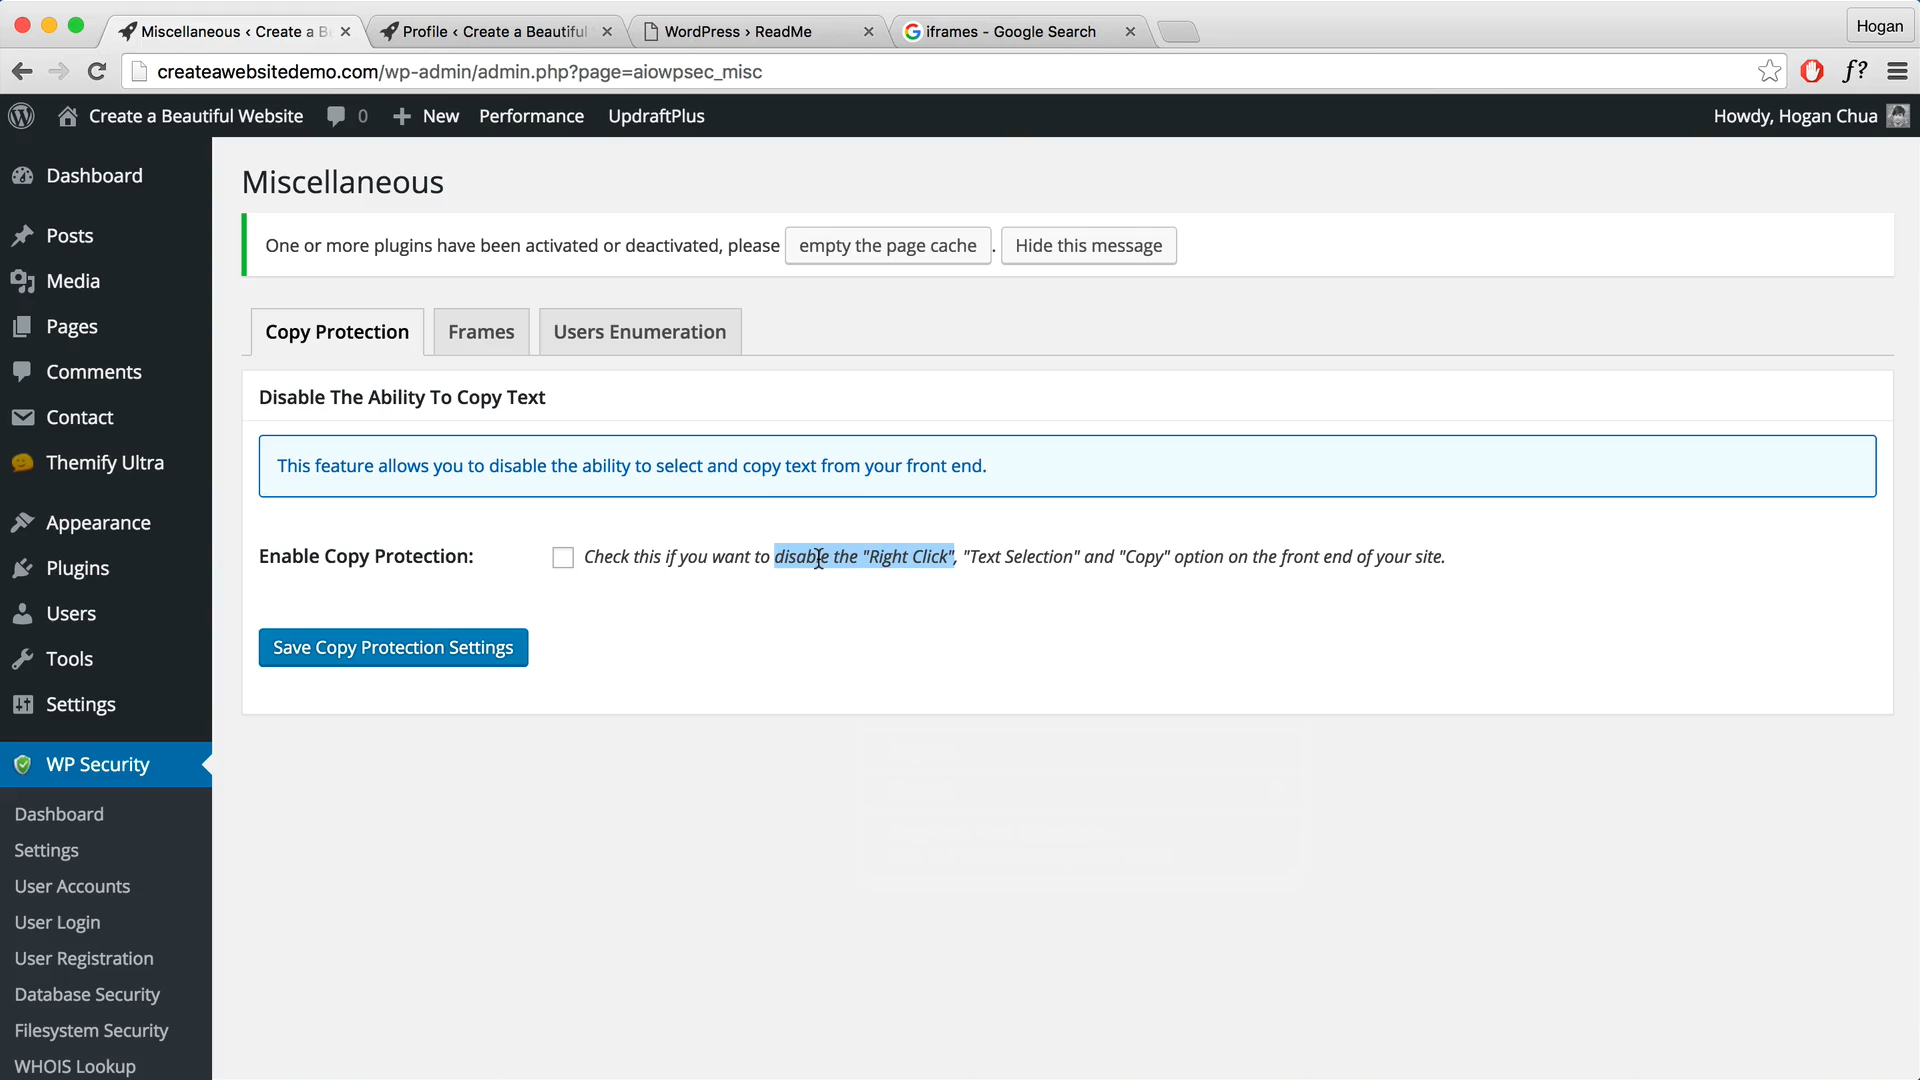 Miscellaneous ‹ Create a B
Profile ‹ Create a Beautiful
WordPress › ReadMe
iframes - Google Search
Hogan
createawebsitedemo.com/wp-admin/admin.php?page=aiowpsec_misc
f?
Create a Beautiful Website
0
New
Performance
UpdraftPlus
Howdy, Hogan Chua
Dashboard
Posts
Media
Pages
Comments
Contact
Themify Ultra
Appearance
Plugins
Users
Tools
Settings
WP Security
Dashboard
Settings
User Accounts
User Login
User Registration
Database Security
Filesystem Security
WHOIS Lookup
Miscellaneous
One or more plugins have been activated or deactivated, please empty the page cache . Hide this message
Copy Protection
Frames
Users Enumeration
Disable The Ability To Copy Text
This feature allows you to disable the ability to select and copy text from your front end.
Enable Copy Protection:
Check this if you want to disable the "Right Click", "Text Selection" and "Copy" option on the front end of your site.
Save Copy Protection Settings